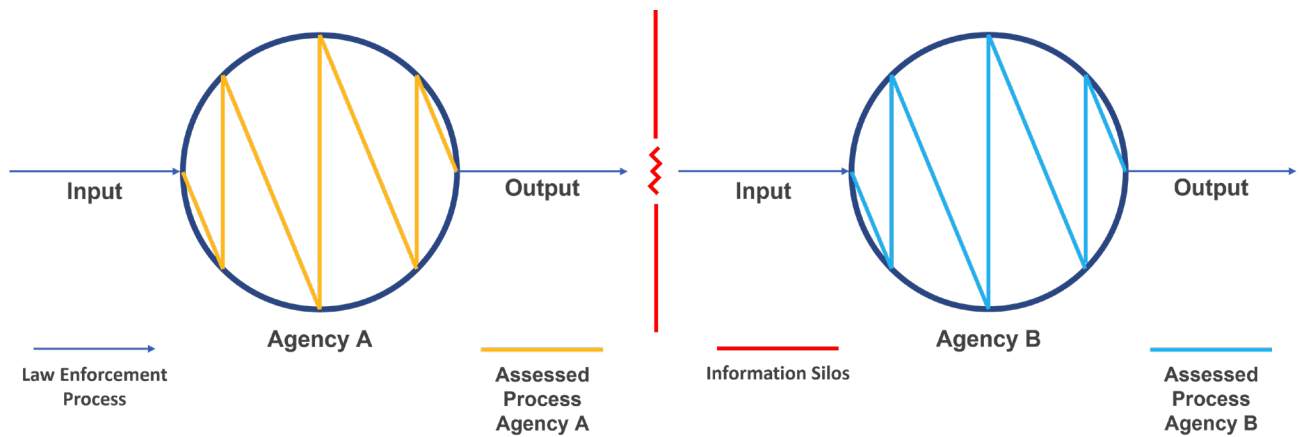 Input
Output
Input
Output
Agency A
Agency B
Law Enforcement
Process
Assessed
Process
Agency A
Information Silos
Assessed
Process
Agency B